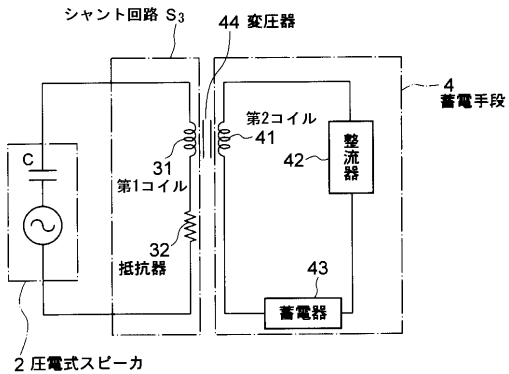 シャント回路 S3
44 変圧器
4
蓄電手段
第2コイル
41
整流器
42
C
31
第1コイル
32
抵抗器
43
蓄電器
2 圧電式スピーカ